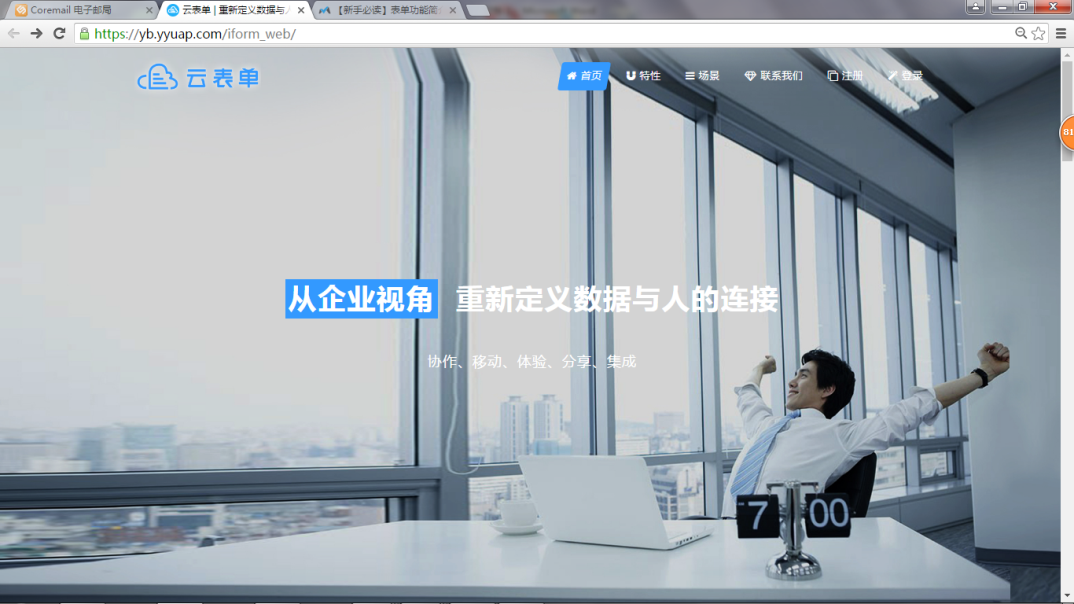 Coremail 电子邮局
云表单 | 重新定义数据与人
【新手必读】表单功能简
https://yb.yyuap.com/iform_web/
云表单
首页
特性
场景
联系我们
注册
登录
81
从企业视角 重新定义数据与人的连接
协作、移动、体验、分享、集成
7 00